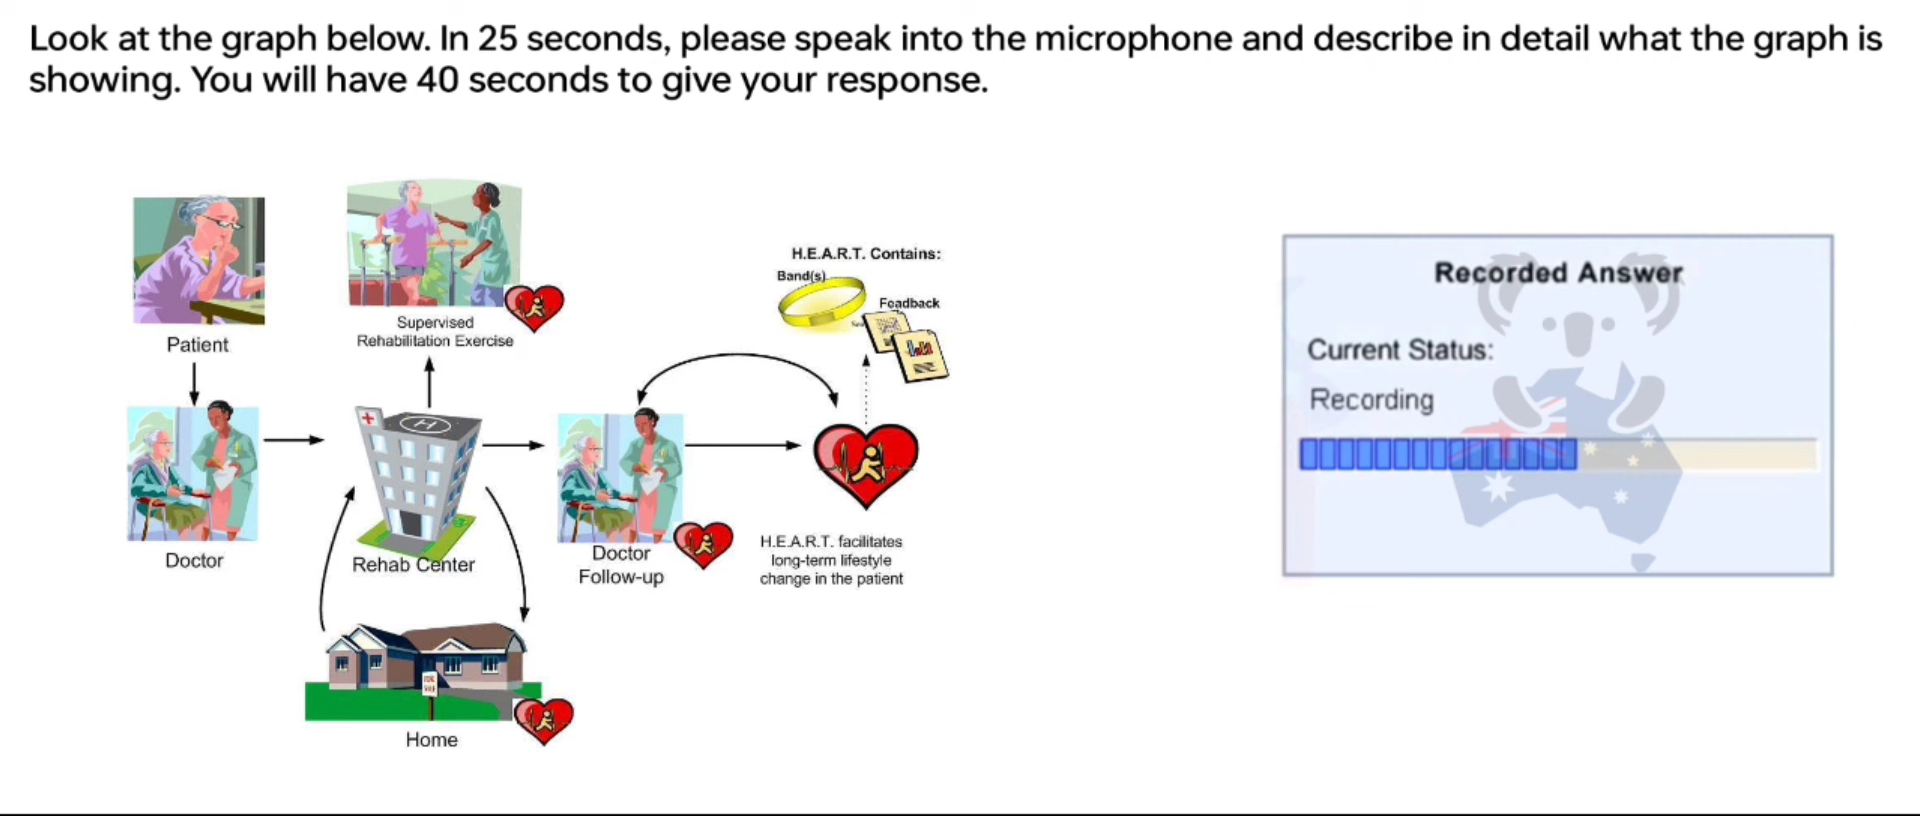 Look at the graph below. In 25 seconds, please speak into the microphone and describe in detail what the graph is
showing. You will have 40 seconds to give your response.
Patient
Supervised
Rehabilitation Exercise
H.E.A.R.T. Contains:
Band(s)
Feadback
Doctor
H
Rehab Center
Doctor
Follow-up
H.E.A.R.T. facilitates
long-term lifestyle
change in the patient
Home
Recorded Answer
Current Status:
Recording